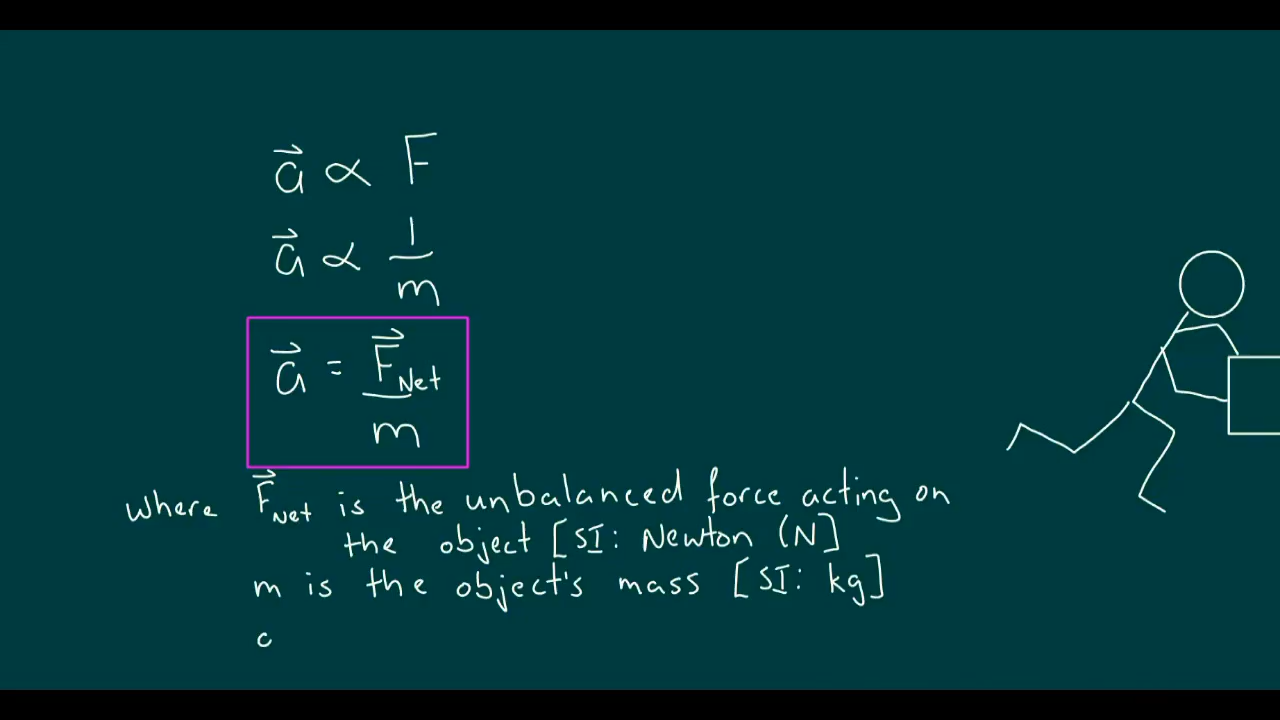 a⃗ ∝ F
a⃗ ∝ 1/m
a⃗ = F⃗Net/m
where F⃗Net is the unbalanced force acting on
the object [SI: Newton (N]
m is the object's mass [SI: kg]
c